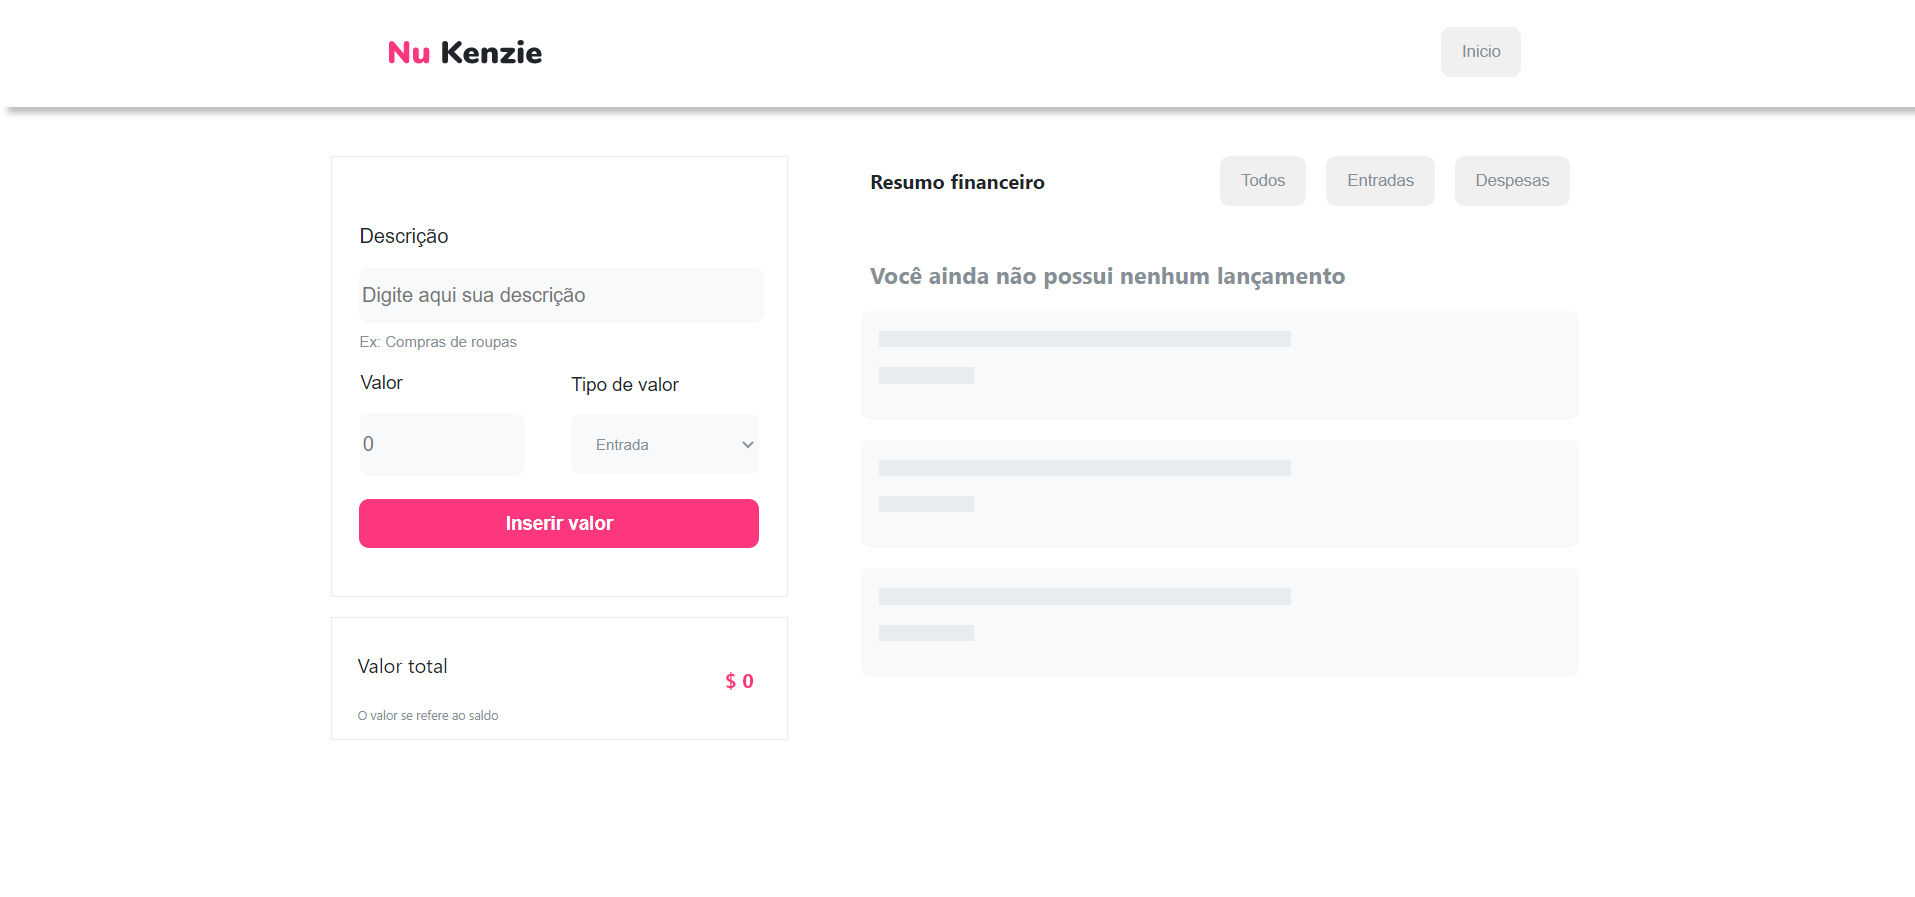 Nu Kenzie
Inicio
Descrição
Digite aqui sua descrição
Ex: Compras de roupas
Valor
Tipo de valor
0
Entrada
Inserir valor
Valor total
$ 0
O valor se refere ao saldo
Resumo financeiro
Todos
Entradas
Despesas
Você ainda não possui nenhum lançamento